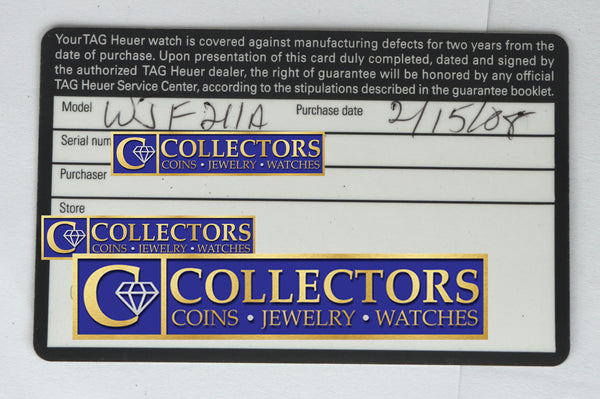 Your TAG Heuer watch is covered against manufacturing defects for two years from the
date of purchase. Upon presentation of this card duly completed, dated and signed by
the authorized TAG Heuer dealer, the right of guarantee will be honored by any official
TAG Heuer Service Center, according to the stipulations described in the guarantee booklet.
Model WJF211A Purchase date 2/15/08
Serial num
C COLLECTORS
COINS • JEWELRY • WATCHES
Purchaser
Store
C COLLECTORS
COINS • JEWELRY • WATCHES
C COLLECTORS
COINS • JEWELRY • WATCHES